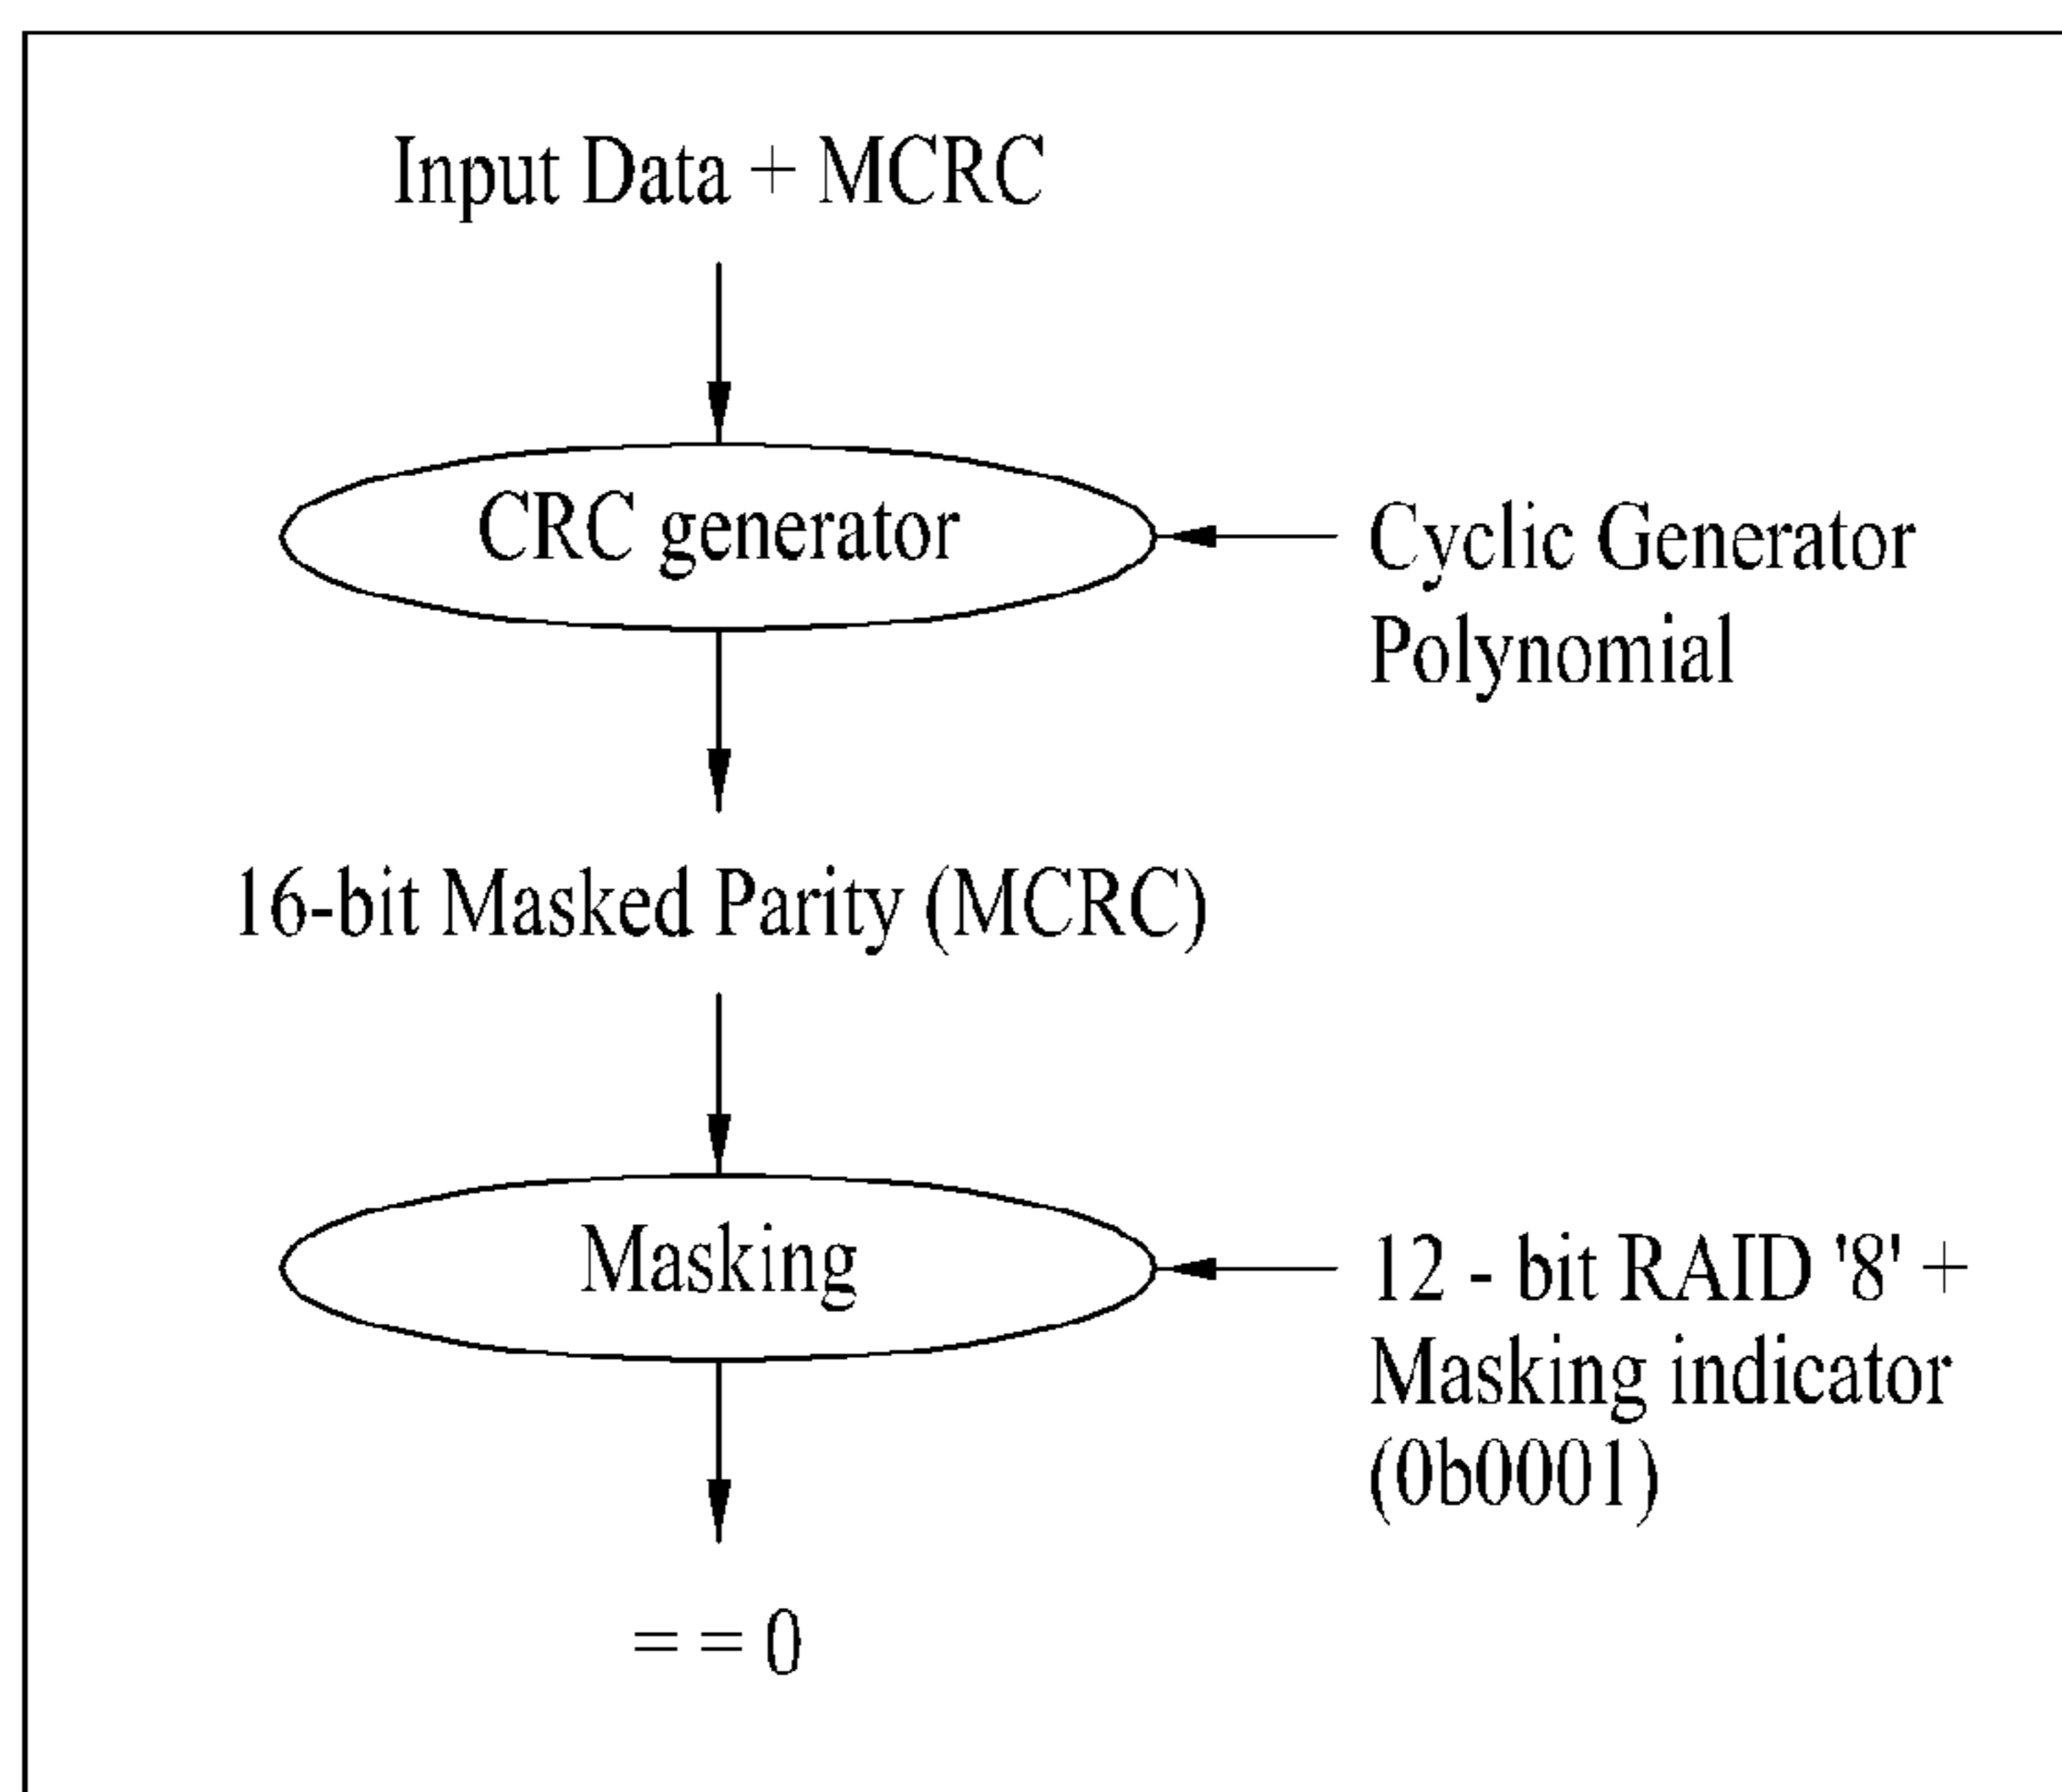 Input Data + MCRC
CRC generator
Cyclic Generator
Polynomial
16-bit Masked Parity (MCRC)
Masking
12 - bit RAID '8' +
Masking indicator
(0b0001)
= = 0